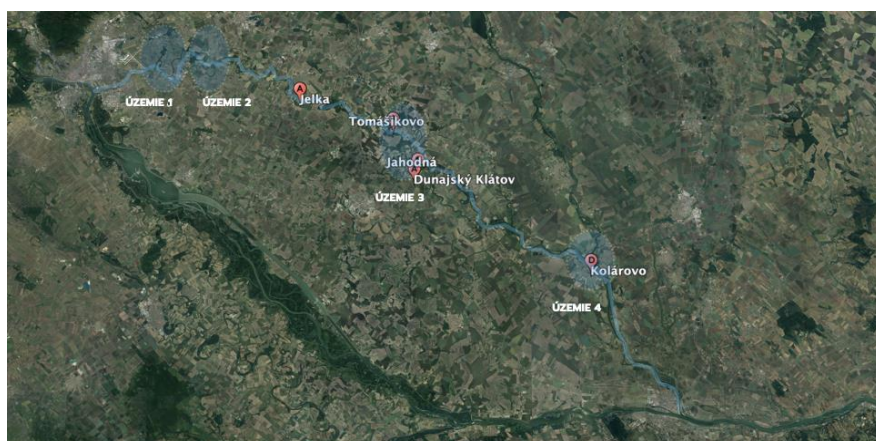 ÚZEMIE 1
ÚZEMIE 2
A
Jelka
Tomášikovo
Jahodná
Dunajský Klátov
ÚZEMIE 3
D
Kolárovo
ÚZEMIE 4